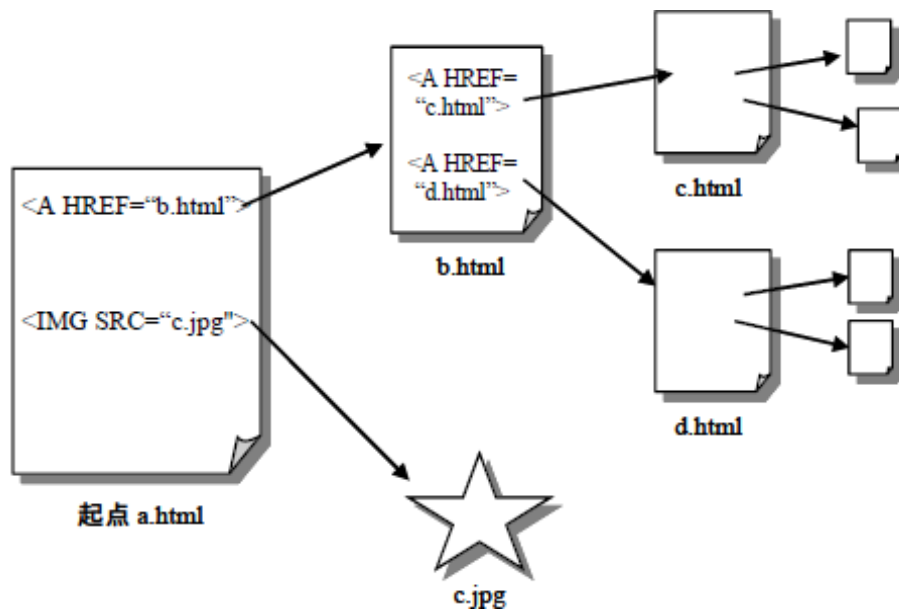 <A HREF=“b.html”>
<IMG SRC=“c.jpg">
起点 a.html
<A HREF=
“c.html”>
<A HREF=
“d.html”>
b.html
c.html
d.html
c.jpg